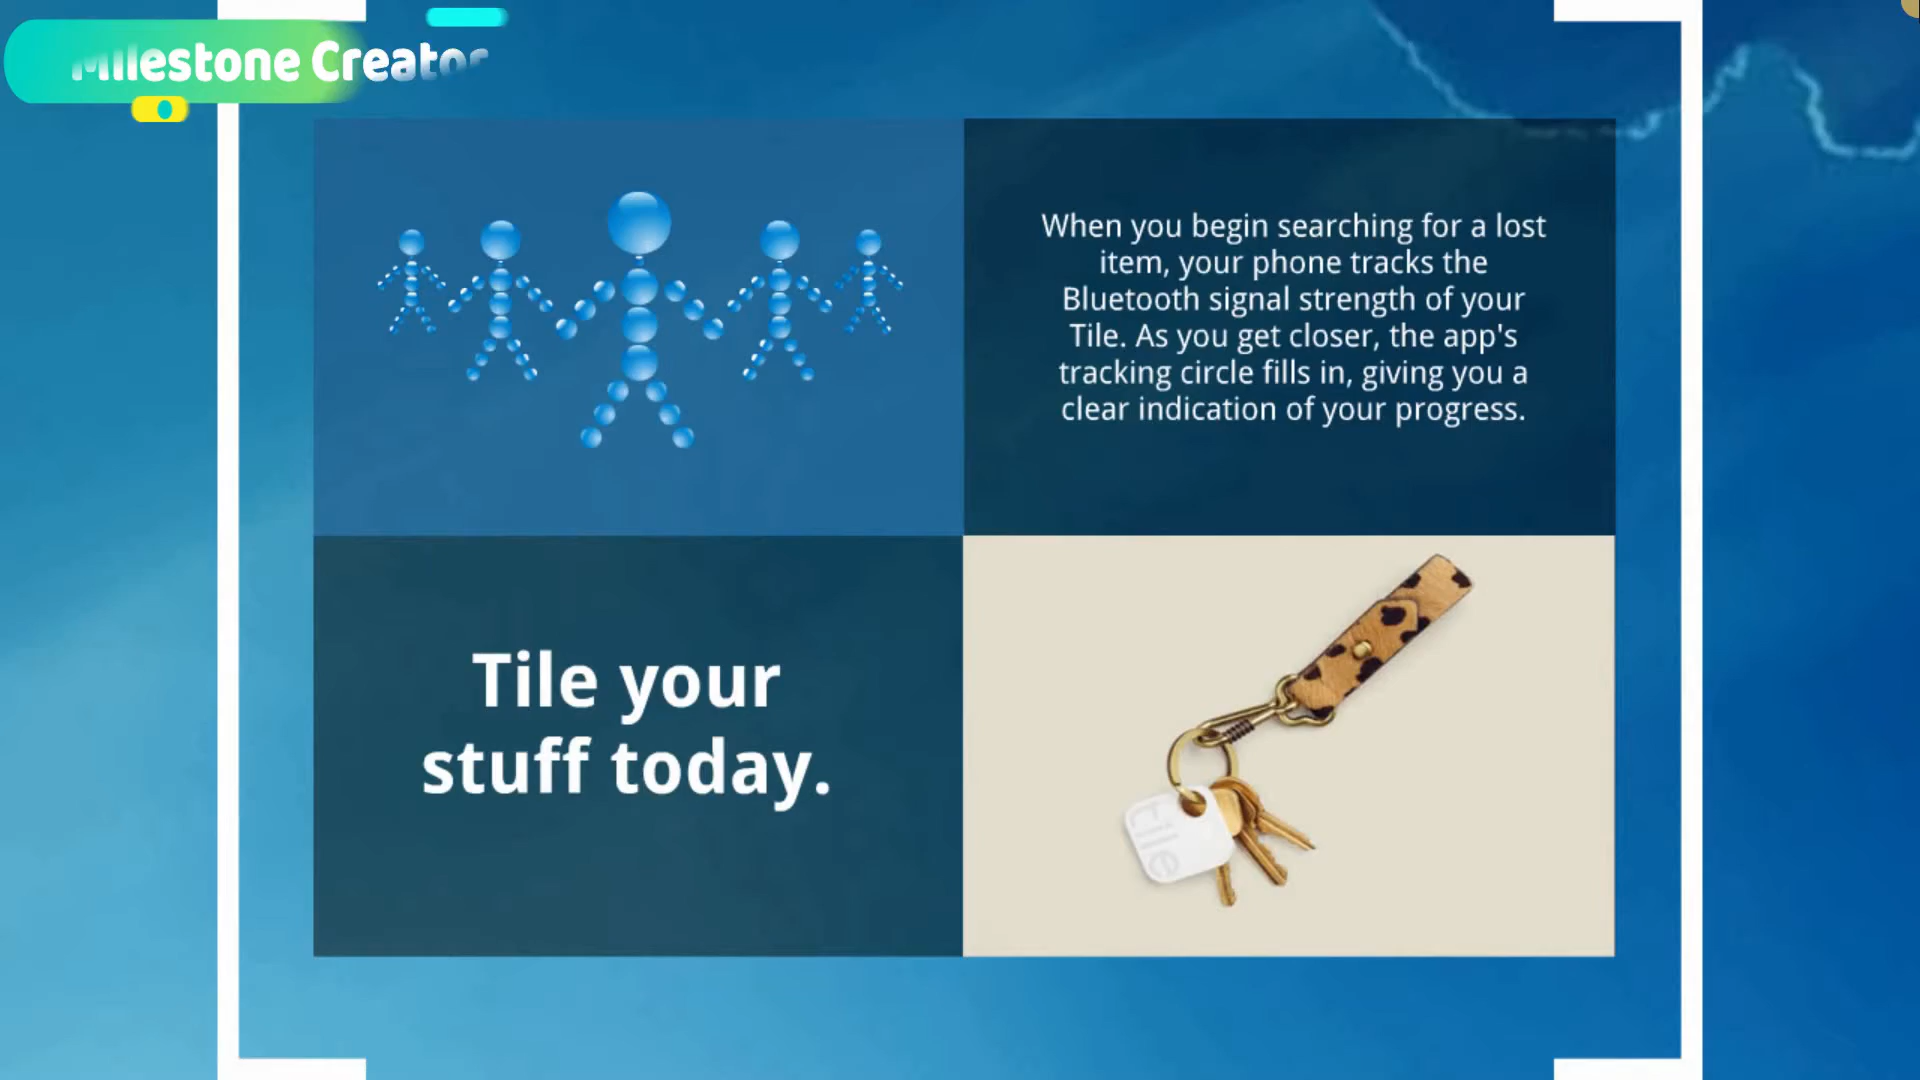 Milestone Creator
When you begin searching for a lost
item, your phone tracks the
Bluetooth signal strength of your
Tile. As you get closer, the app's
tracking circle fills in, giving you a
clear indication of your progress.
Tile your
stuff today.
tile